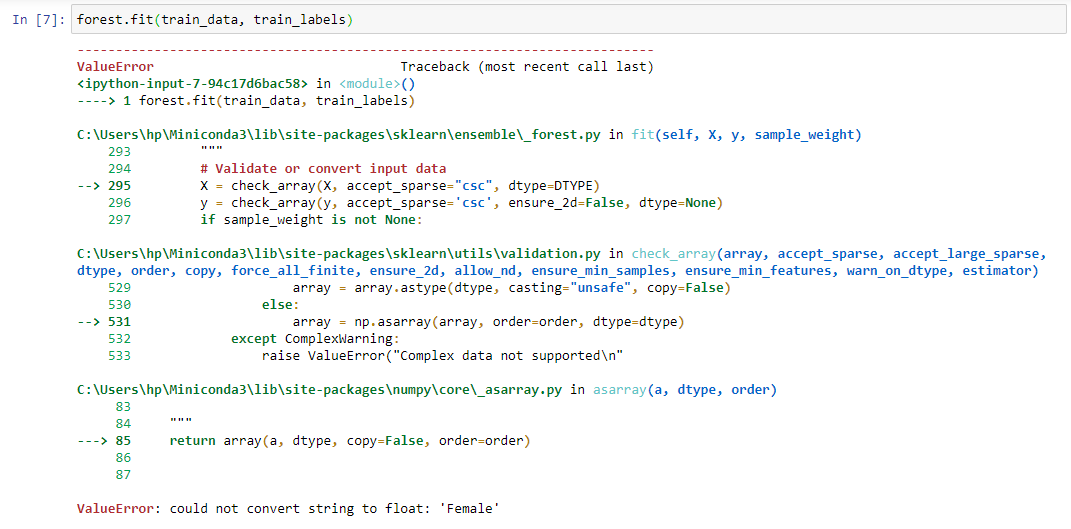 In [7]: forest.fit(train_data, train_labels)
---------------------------------------------------------------------------
ValueError                                Traceback (most recent call last)
<ipython-input-7-94c17d6bac58> in <module>()
----> 1 forest.fit(train_data, train_labels)
C:\Users\hp\Miniconda3\lib\site-packages\sklearn\ensemble\_forest.py in fit(self, X, y, sample_weight)
    293         """
    294         # Validate or convert input data
--> 295         X = check_array(X, accept_sparse="csc", dtype=DTYPE)
    296         y = check_array(y, accept_sparse='csc', ensure_2d=False, dtype=None)
    297         if sample_weight is not None:
C:\Users\hp\Miniconda3\lib\site-packages\sklearn\utils\validation.py in check_array(array, accept_sparse, accept_large_sparse,
dtype, order, copy, force_all_finite, ensure_2d, allow_nd, ensure_min_samples, ensure_min_features, warn_on_dtype, estimator)
    529                     array = array.astype(dtype, casting="unsafe", copy=False)
    530                 else:
--> 531                     array = np.asarray(array, order=order, dtype=dtype)
    532             except ComplexWarning:
    533                 raise ValueError("Complex data not supported\n"
C:\Users\hp\Miniconda3\lib\site-packages\numpy\core\_asarray.py in asarray(a, dtype, order)
     83
     84     """
---> 85     return array(a, dtype, copy=False, order=order)
     86
     87
ValueError: could not convert string to float: 'Female'